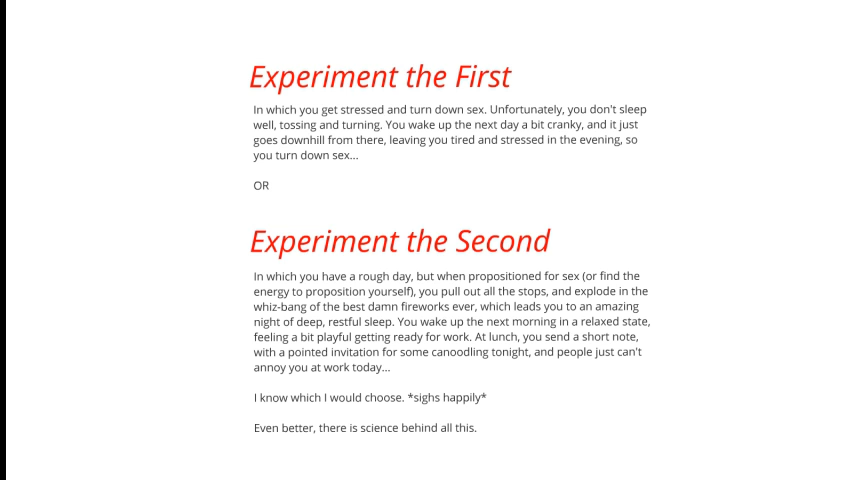 Experiment the First
In which you get stressed and turn down sex. Unfortunately, you don't sleep
well, tossing and turning. You wake up the next day a bit cranky, and it just
goes downhill from there, leaving you tired and stressed in the evening, so
you turn down sex...
OR
Experiment the Second
In which you have a rough day, but when propositioned for sex (or find the
energy to proposition yourself), you pull out all the stops, and explode in the
whiz-bang of the best damn fireworks ever, which leads you to an amazing
night of deep, restful sleep. You wake up the next morning in a relaxed state,
feeling a bit playful getting ready for work. At lunch, you send a short note,
with a pointed invitation for some canoodling tonight, and people just can't
annoy you at work today...
I know which I would choose. *sighs happily*
Even better, there is science behind all this.